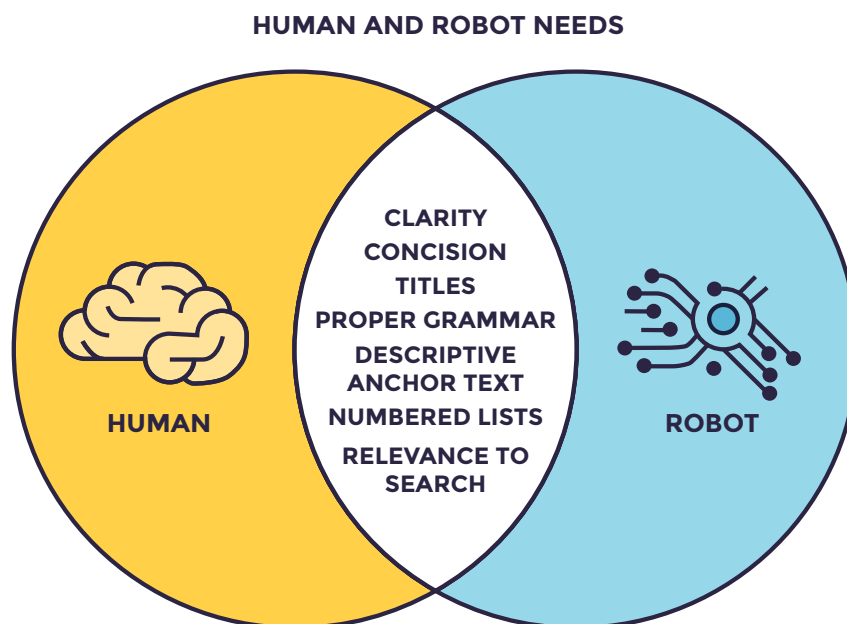 HUMAN AND ROBOT NEEDS
CLARITY
CONCISION
TITLES
PROPER GRAMMAR
DESCRIPTIVE
ANCHOR TEXT
NUMBERED LISTS
RELEVANCE TO
SEARCH
HUMAN
ROBOT